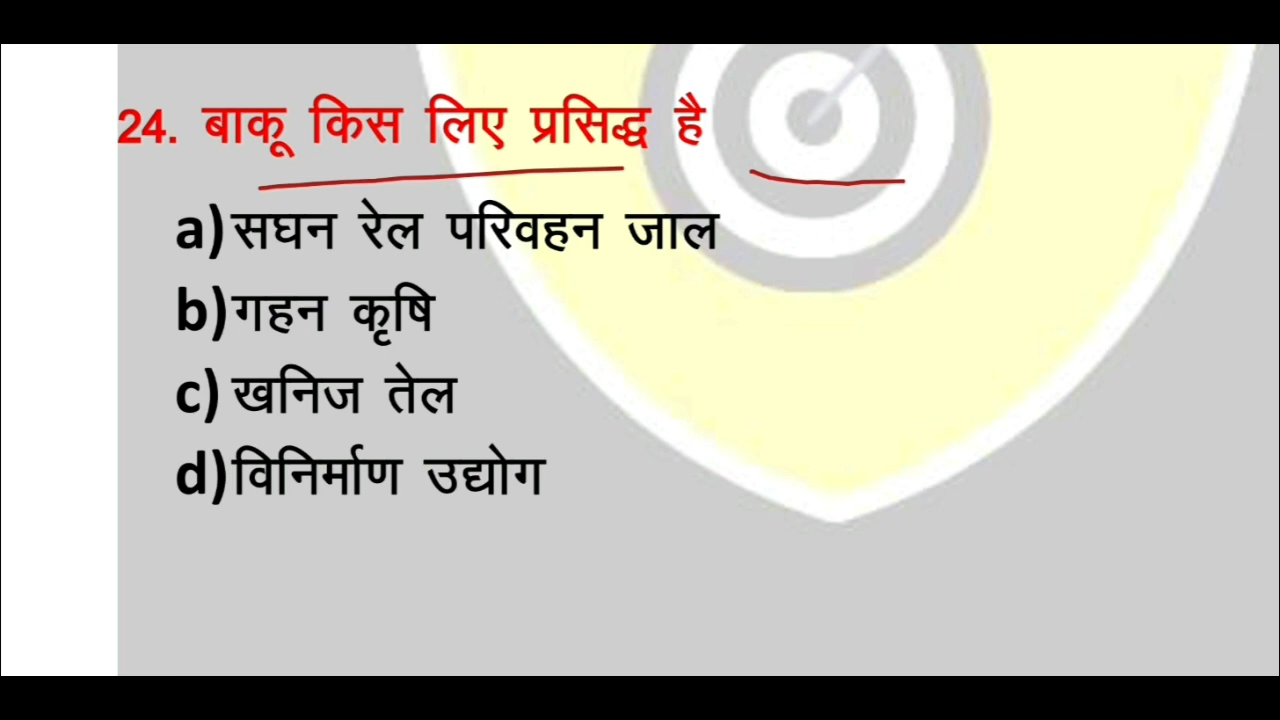 24. बाकू किस लिए प्रसिद्ध है
a) सघन रेल परिवहन जाल
b) गहन कृषि
c) खनिज तेल
d) विनिर्माण उद्योग